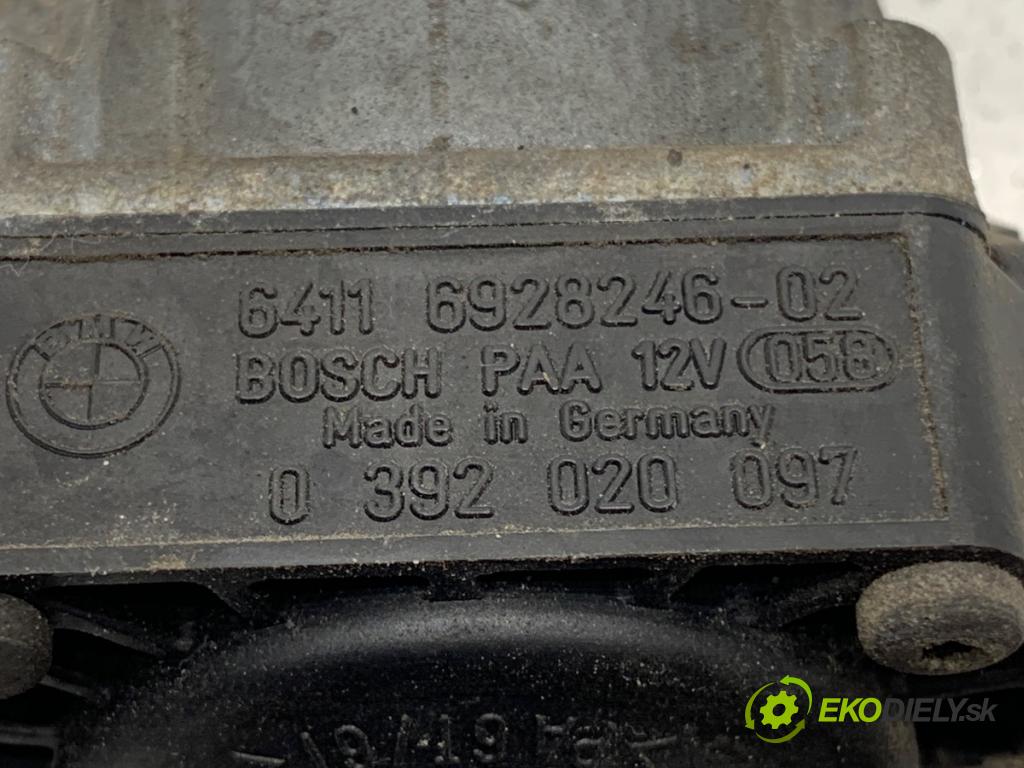 6411 6928246-02
BMW
BOSCH PAA 12V 058
Made in Germany
0 392 020 097
EKODIELY.sk